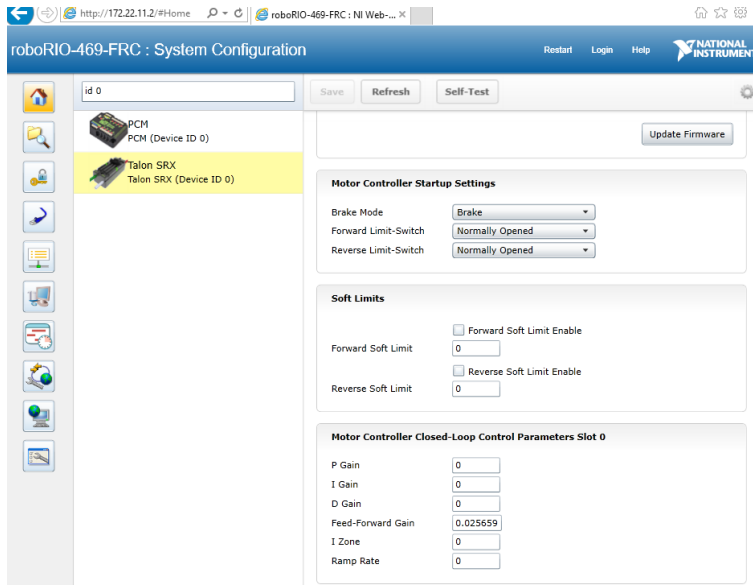 http://172.22.11.2/#Home
roboRIO-469-FRC : NI Web-...
roboRIO-469-FRC : System Configuration
Restart Login Help
NATIONAL
INSTRUMEN
id 0
Save Refresh Self-Test
PCM
PCM (Device ID 0)
Talon SRX
Talon SRX (Device ID 0)
Update Firmware
Motor Controller Startup Settings
Brake Mode Brake
Forward Limit-Switch Normally Opened
Reverse Limit-Switch Normally Opened
Soft Limits
Forward Soft Limit Enable
Forward Soft Limit 0
Reverse Soft Limit Enable
Reverse Soft Limit 0
Motor Controller Closed-Loop Control Parameters Slot 0
P Gain 0
I Gain 0
D Gain 0
Feed-Forward Gain 0.025659
I Zone 0
Ramp Rate 0